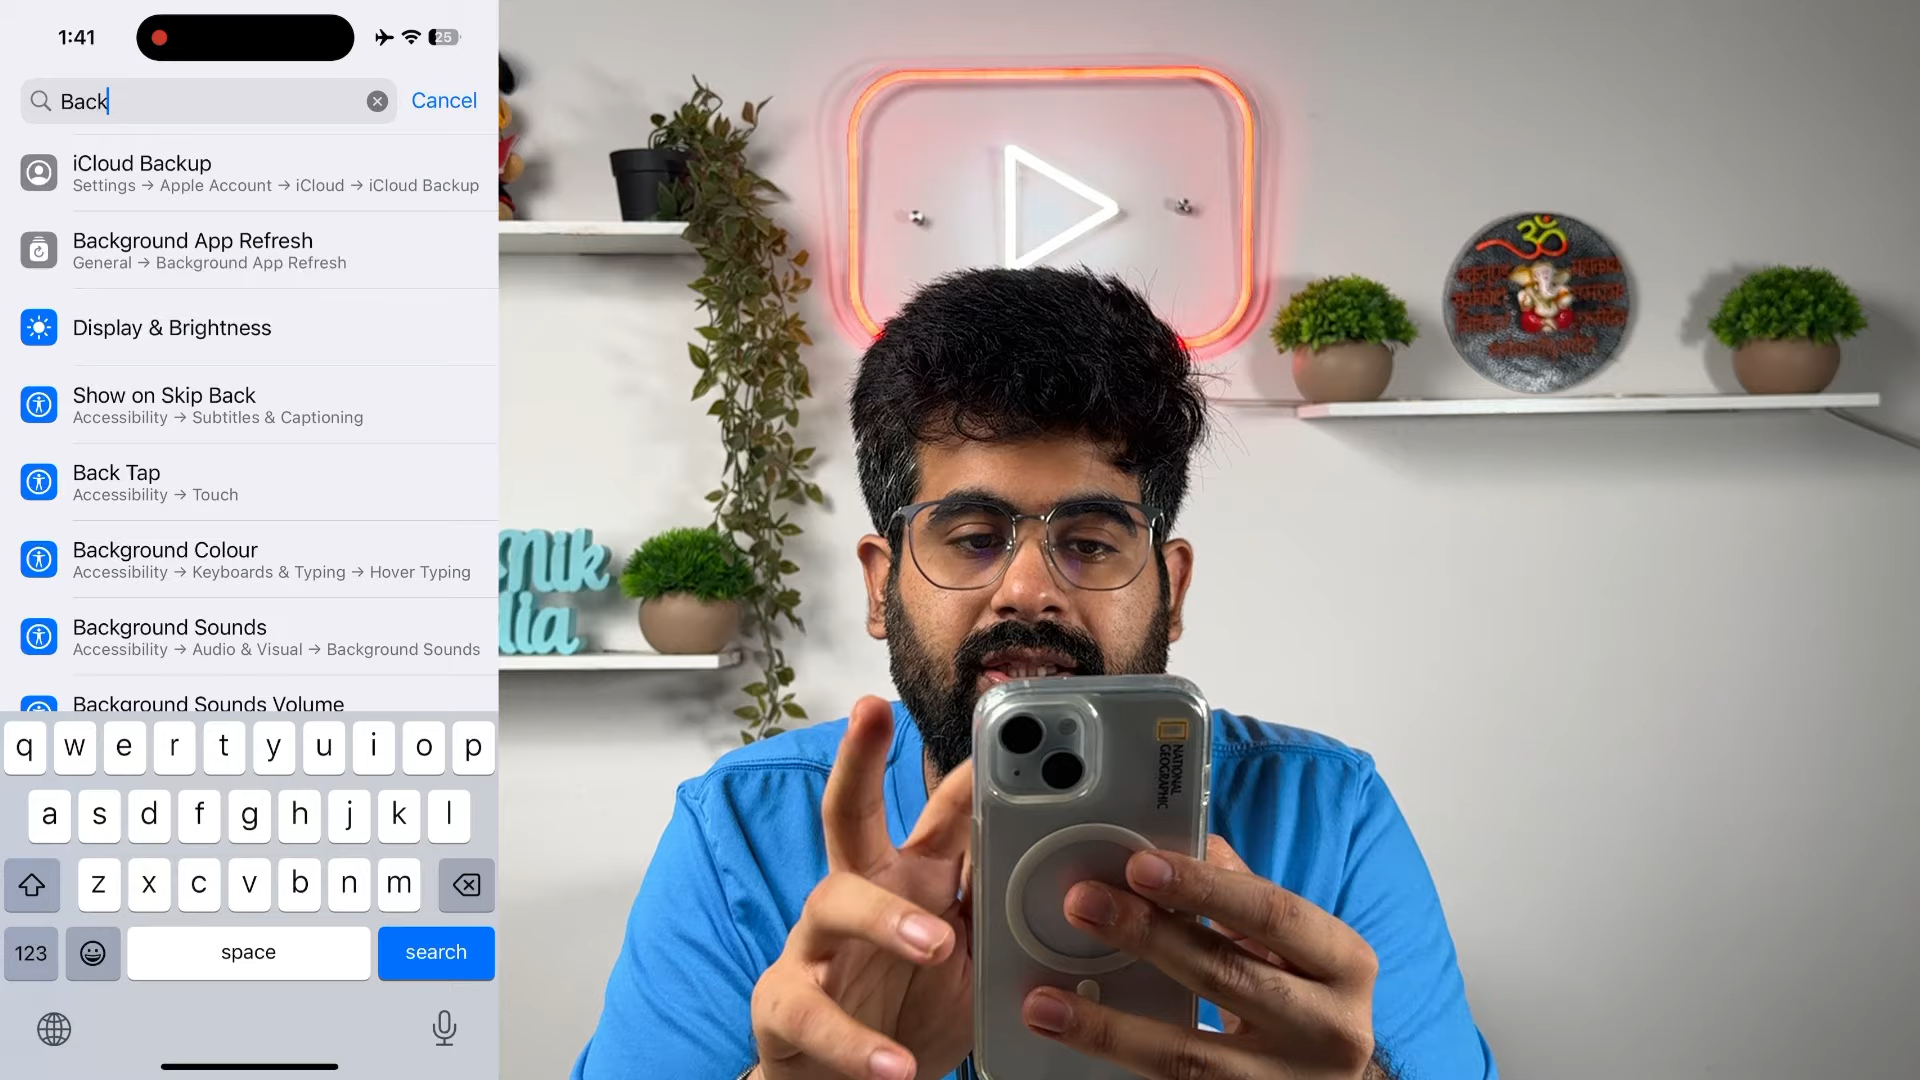 1:41
25
Back
Cancel
iCloud Backup
Settings → Apple Account → iCloud → iCloud Backup
Background App Refresh
General → Background App Refresh
Display & Brightness
Show on Skip Back
Accessibility → Subtitles & Captioning
Back Tap
Accessibility → Touch
Background Colour
Accessibility → Keyboards & Typing → Hover Typing
Background Sounds
Accessibility → Audio & Visual → Background Sounds
Background Sounds Volume
q w e r t y u i o p
a s d f g h j k l
z x c v b n m
123
space
search
ॐ
NATIONAL
GEOGRAPHIC